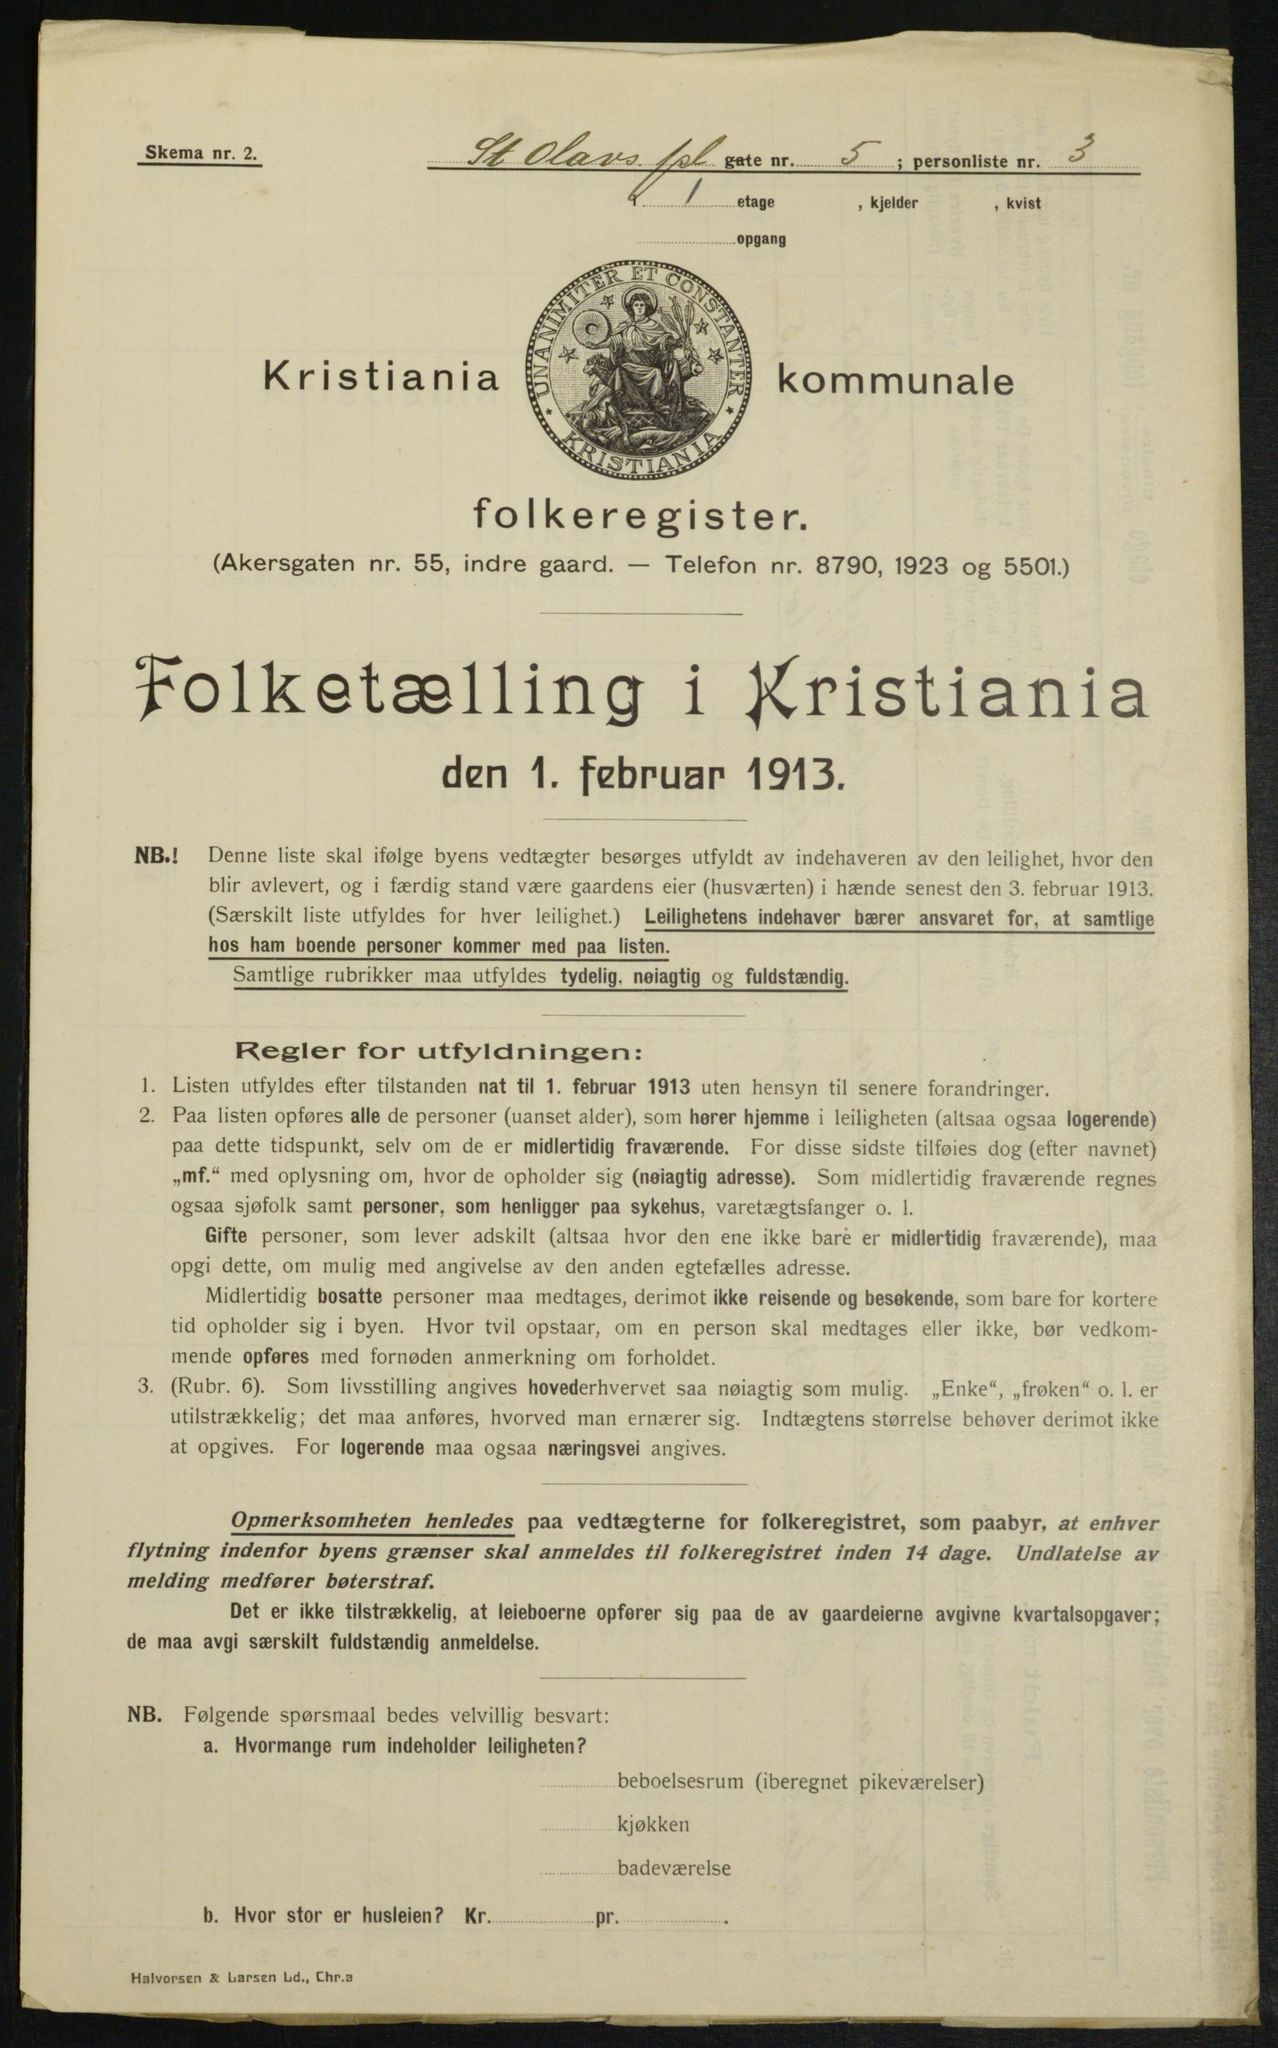 Skema nr. 2.
St Olavs pl gate nr. 5; personliste nr. 3
1 etage , kjelder , kvist
opgang
UNANIMITER ET CONSTANTER
KRISTIANIA
Kristiania kommunale
folkeregister.
(Akersgaten nr. 55, indre gaard. — Telefon nr. 8790, 1923 og 5501.)
Folketælling i Kristiania
den 1. februar 1913.
NB.! Denne liste skal ifølge byens vedtægter besørges utfyldt av indehaveren av den leilighet, hvor den
blir avlevert, og i færdig stand være gaardens eier (husværten) i hænde senest den 3. februar 1913.
(Særskilt liste utfyldes for hver leilighet.) Leilighetens indehaver bærer ansvaret for, at samtlige
hos ham boende personer kommer med paa listen.
Samtlige rubrikker maa utfyldes tydelig, nøiagtig og fuldstændig.
Regler for utfyldningen:
1. Listen utfyldes efter tilstanden nat til 1. februar 1913 uten hensyn til senere forandringer.
2. Paa listen opføres alle de personer (uanset alder), som hører hjemme i leiligheten (altsaa ogsaa logerende)
paa dette tidspunkt, selv om de er midlertidig fraværende. For disse sidste tilføies dog (efter navnet)
„mf.“ med oplysning om, hvor de opholder sig (nøiagtig adresse). Som midlertidig fraværende regnes
ogsaa sjøfolk samt personer, som henligger paa sykehus, varetægtsfanger o. l.
Gifte personer, som lever adskilt (altsaa hvor den ene ikke bare er midlertidig fraværende), maa
opgi dette, om mulig med angivelse av den anden egtefælles adresse.
Midlertidig bosatte personer maa medtages, derimot ikke reisende og besøkende, som bare for kortere
tid opholder sig i byen. Hvor tvil opstaar, om en person skal medtages eller ikke, bør vedkom-
mende opføres med fornøden anmerkning om forholdet.
3. (Rubr. 6). Som livsstilling angives hovederhvervet saa nøiagtig som mulig. „Enke“, „frøken“ o. l. er
utilstrækkelig; det maa anføres, hvorved man ernærer sig. Indtægtens størrelse behøver derimot ikke
at opgives. For logerende maa ogsaa næringsvei angives.
Opmerksomheten henledes paa vedtægterne for folkeregistret, som paabyr, at enhver
flytning indenfor byens grænser skal anmeldes til folkeregistret inden 14 dage. Undlatelse av
melding medfører bøterstraf.
Det er ikke tilstrækkelig, at leieboerne opfører sig paa de av gaardeierne avgivne kvartalsopgaver;
de maa avgi særskilt fuldstændig anmeldelse.
NB. Følgende spørsmaal bedes velvillig besvart:
a. Hvormange rum indeholder leiligheten?
beboelsesrum (iberegnet pikeværelser)
kjøkken
badeværelse
b. Hvor stor er husleien? Kr. pr. .
Halvorsen & Larsen Ld., Chr.a